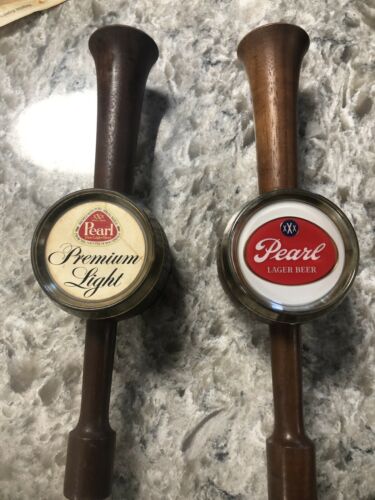 Pearl
Premium
Light
XXX
Pearl
LAGER BEER